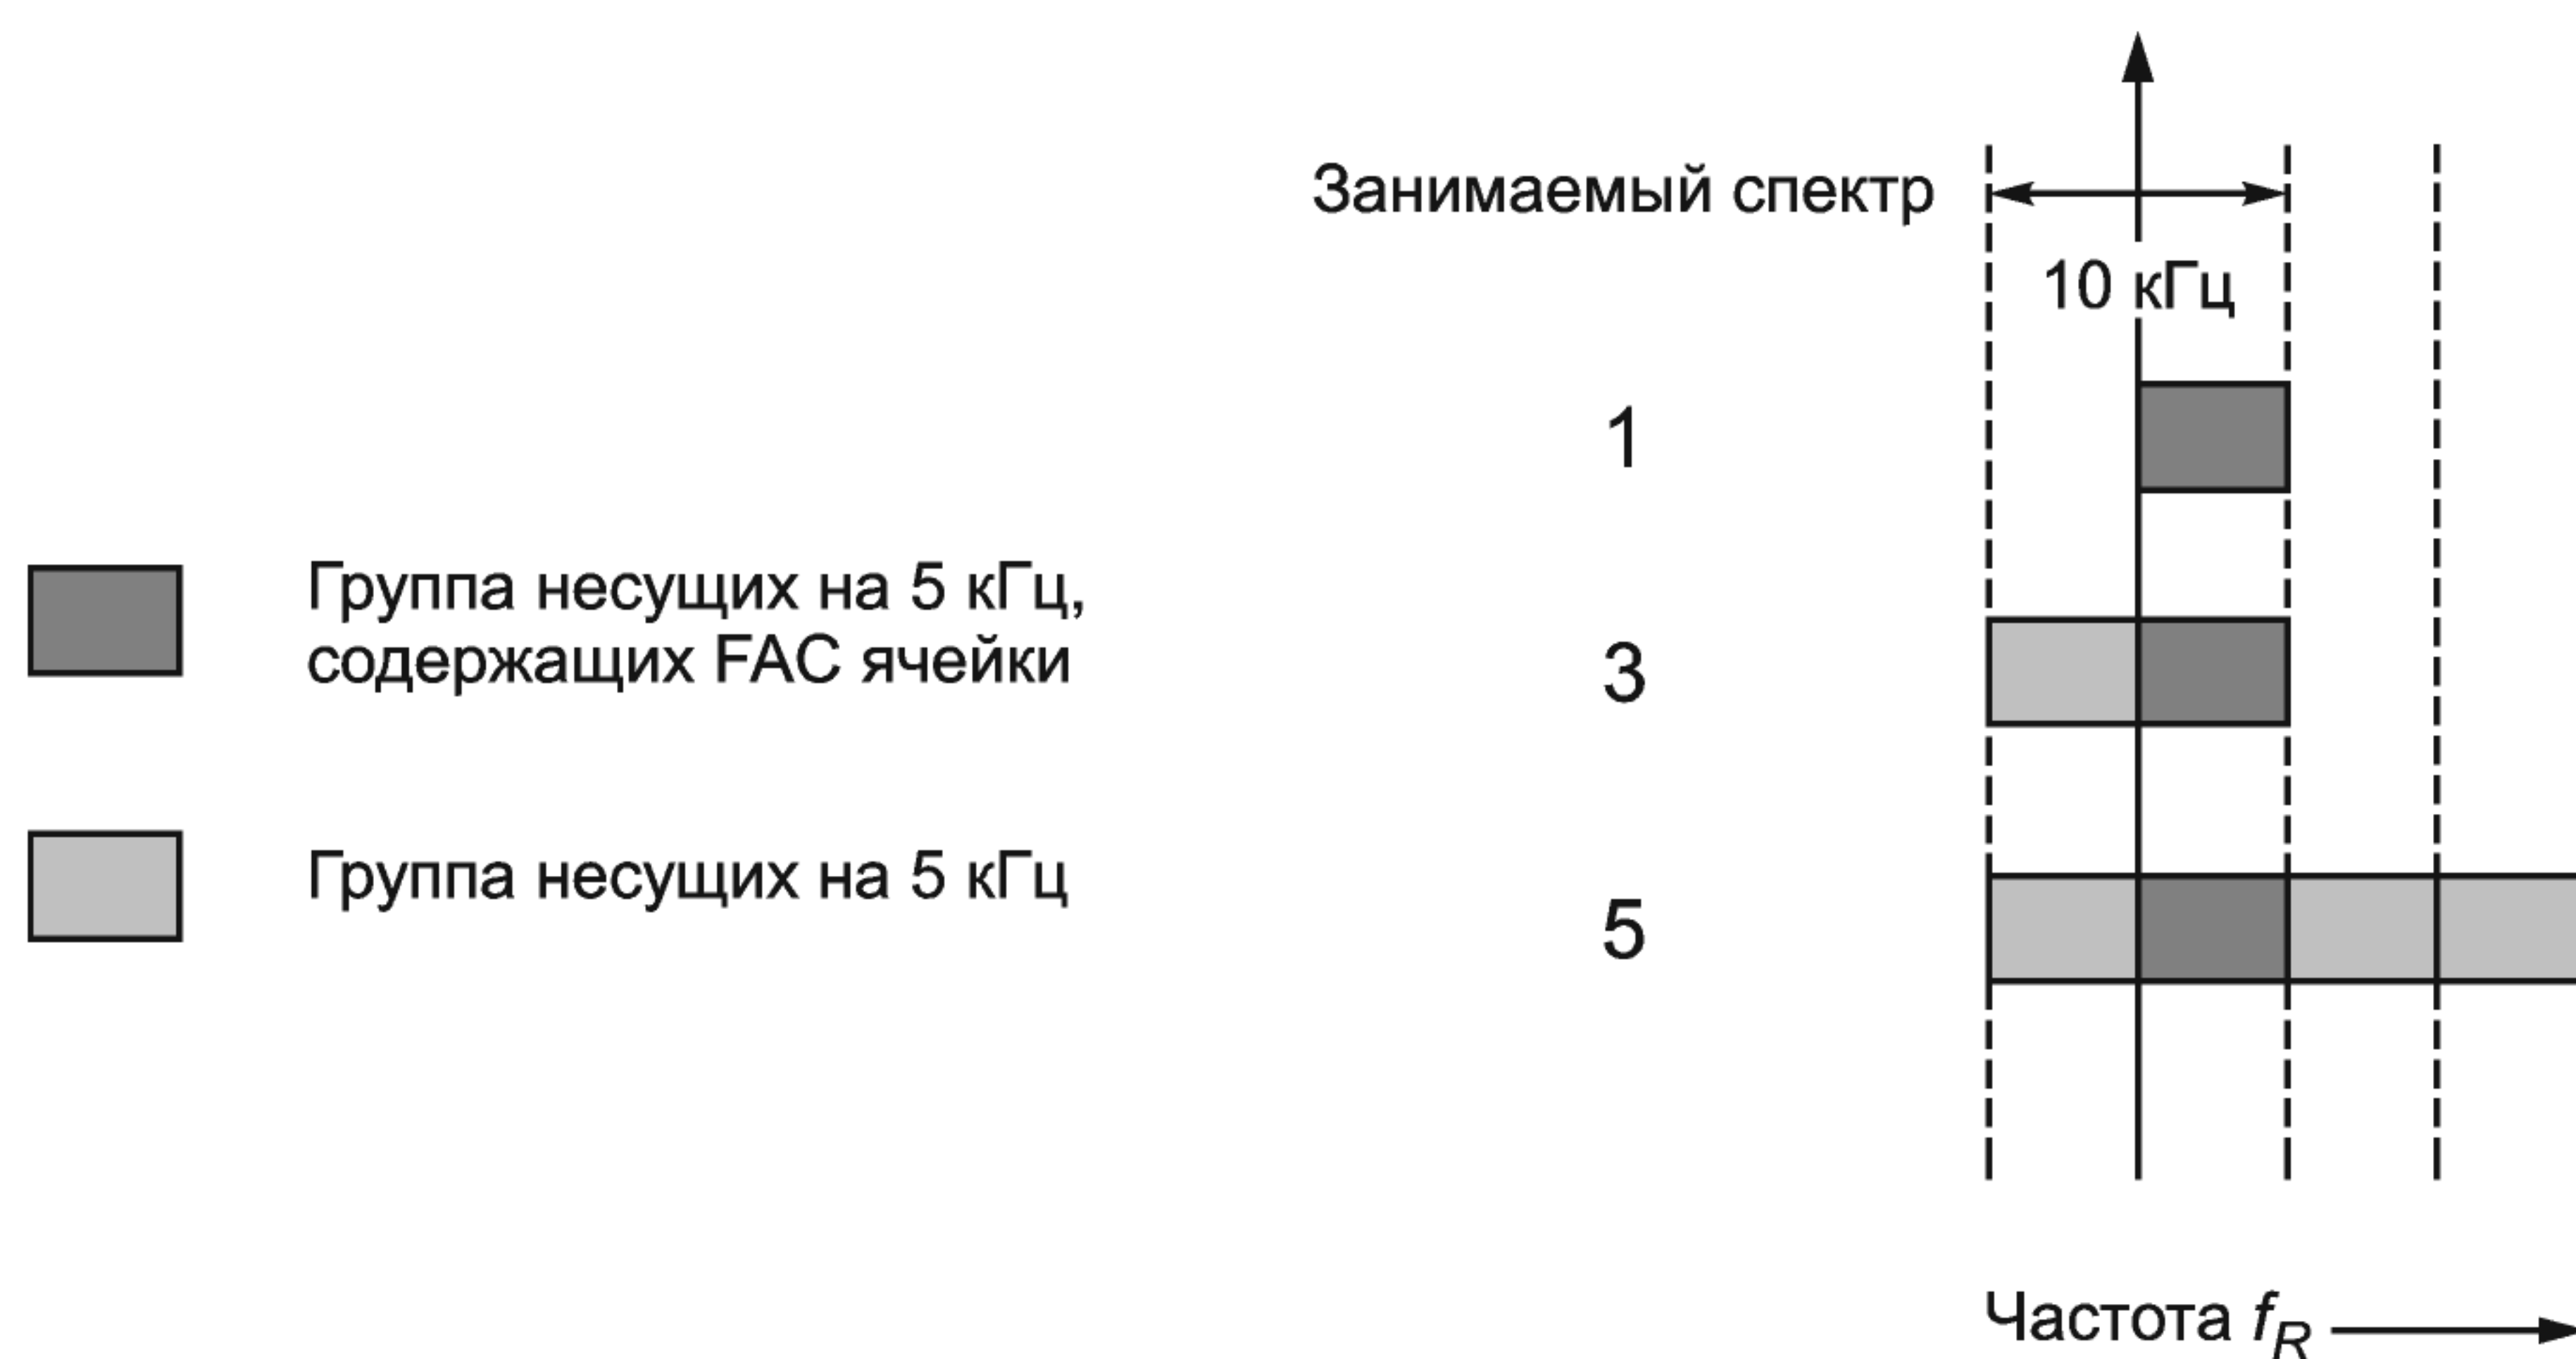 Занимаемый спектр
10 кГц
1
Группа несущих на 5 кГц,
содержащих FAC ячейки
3
Группа несущих на 5 кГц
5
Частота fR